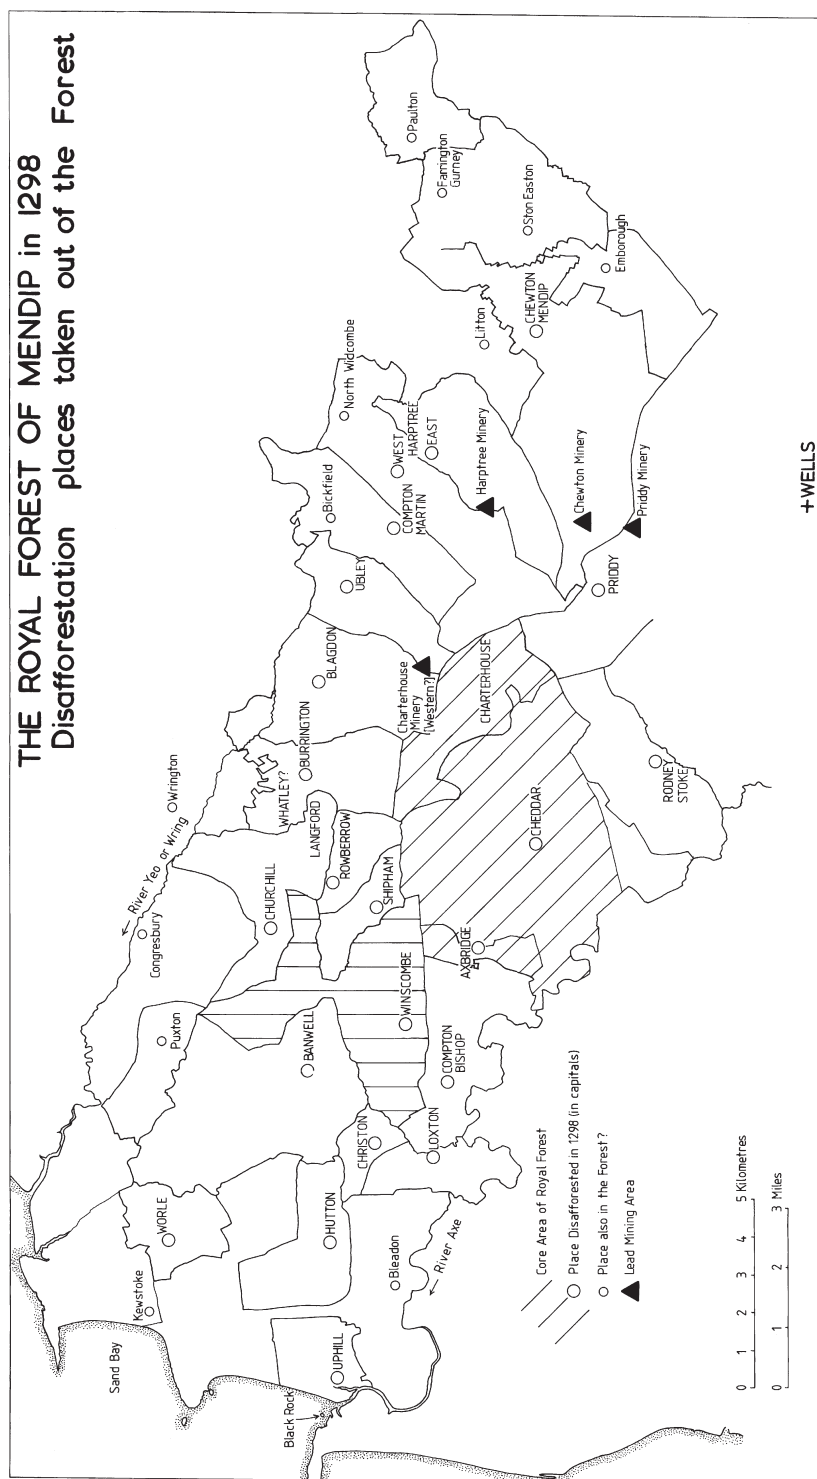 THE ROYAL FOREST OF MENDIP in 1298
Disafforestation places taken out of the Forest
Sand Bay
Kewstoke
WORLE
Black Rock
UPHILL
HUTTON
Bleadon
← River Axe
CHRISTON
LOXTON
Puxton
BANWELL
COMPTON
BISHOP
WINSCOMBE
← River Yeo or Wring
Congresbury
Wrington
CHURCHILL
LANGFORD
ROWBERROW
SHIPHAM
AXBRIDGE
CHEDDAR
WHATLEY?
BURRINGTON
BLAGDON
Charterhouse
Minery
[Western?]
CHARTERHOUSE
RODNEY
STOKE
UBLEY
Bickfield
COMPTON
MARTIN
North Widcombe
WEST
HARPTREE
EAST
Harptree Minery
Chewton Minery
Priddy Minery
PRIDDY
Litton
CHEWTON
MENDIP
Emborough
Ston Easton
Farrington
Gurney
Paulton
+WELLS
Core Area of Royal Forest
Place Disafforested in 1298 (in capitals)
Place also in the Forest?
Lead Mining Area
0 1 2 3 4 5 Kilometres
0 1 2 3 Miles